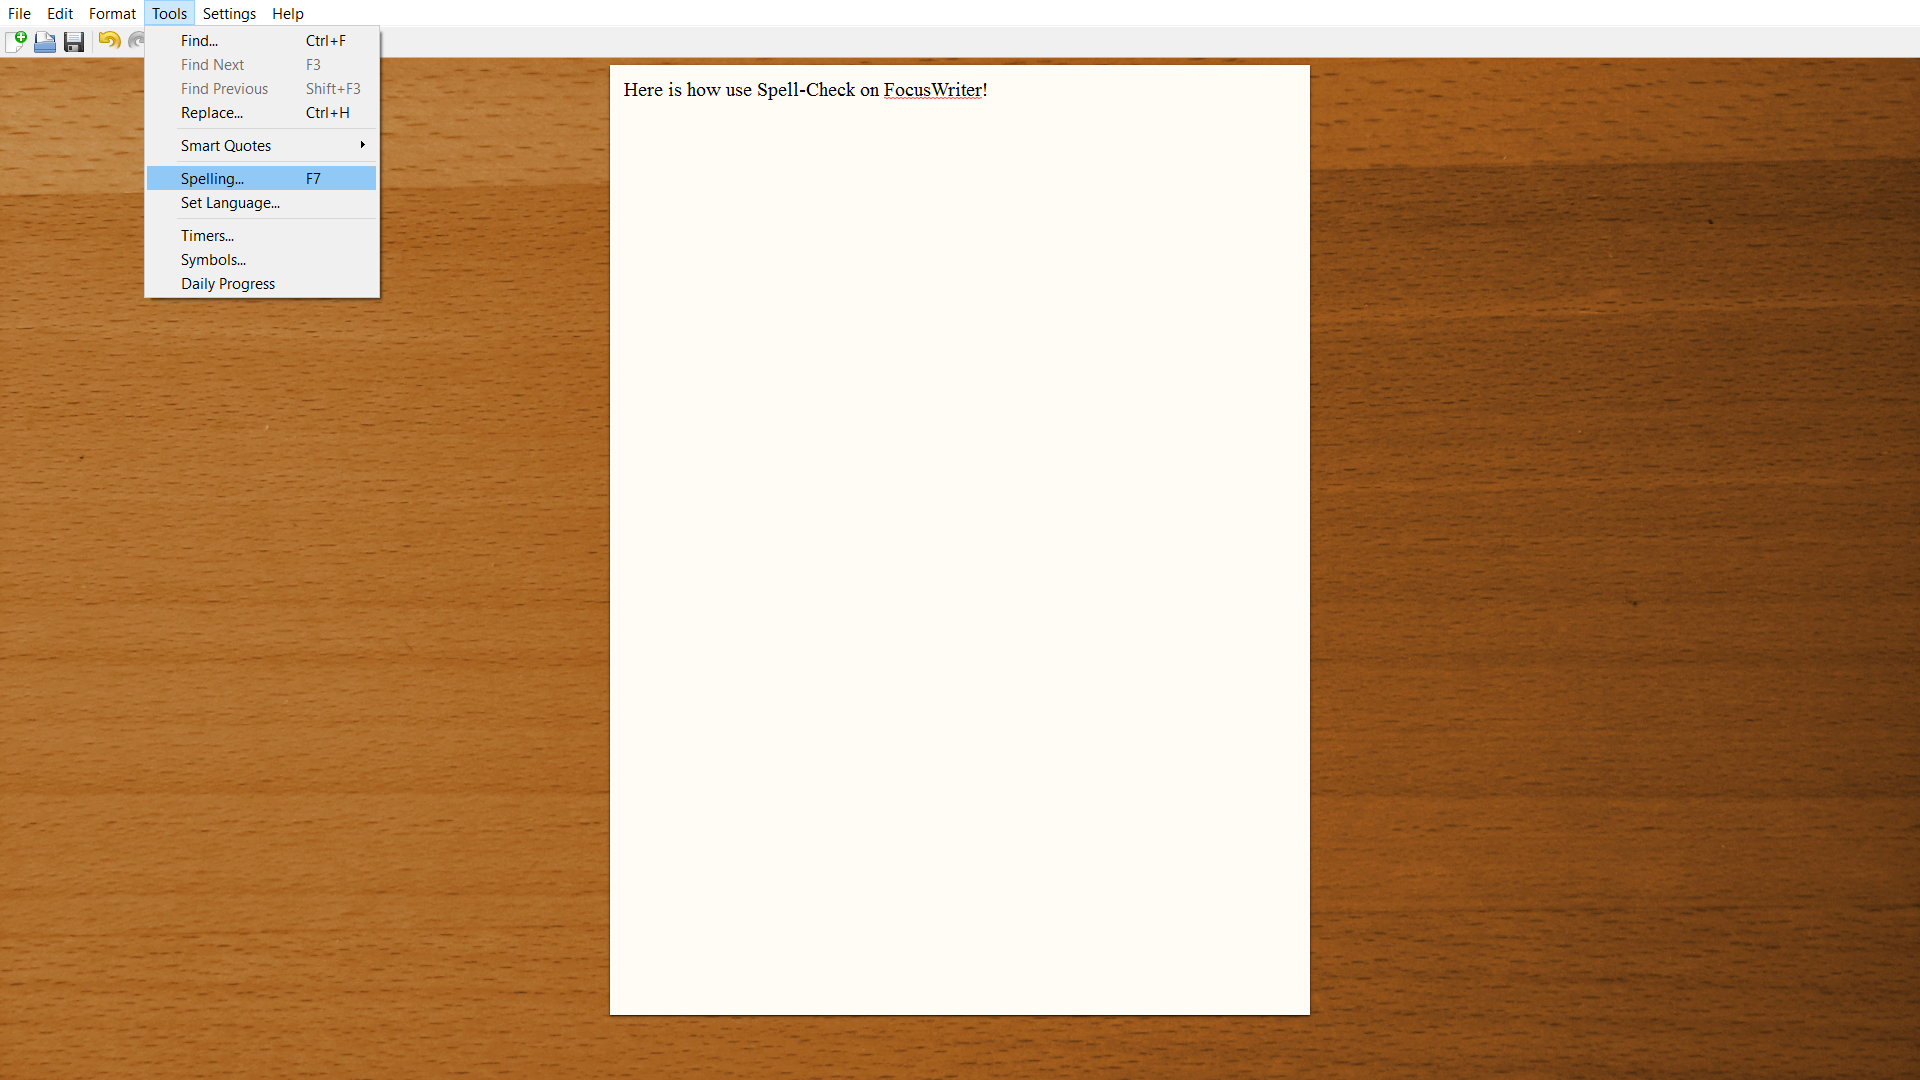 File Edit Format Tools Settings Help
Find... Ctrl+F
Find Next F3
Find Previous Shift+F3
Replace... Ctrl+H
Smart Quotes
Spelling... F7
Set Language...
Timers...
Symbols...
Daily Progress
Here is how use Spell-Check on FocusWriter!